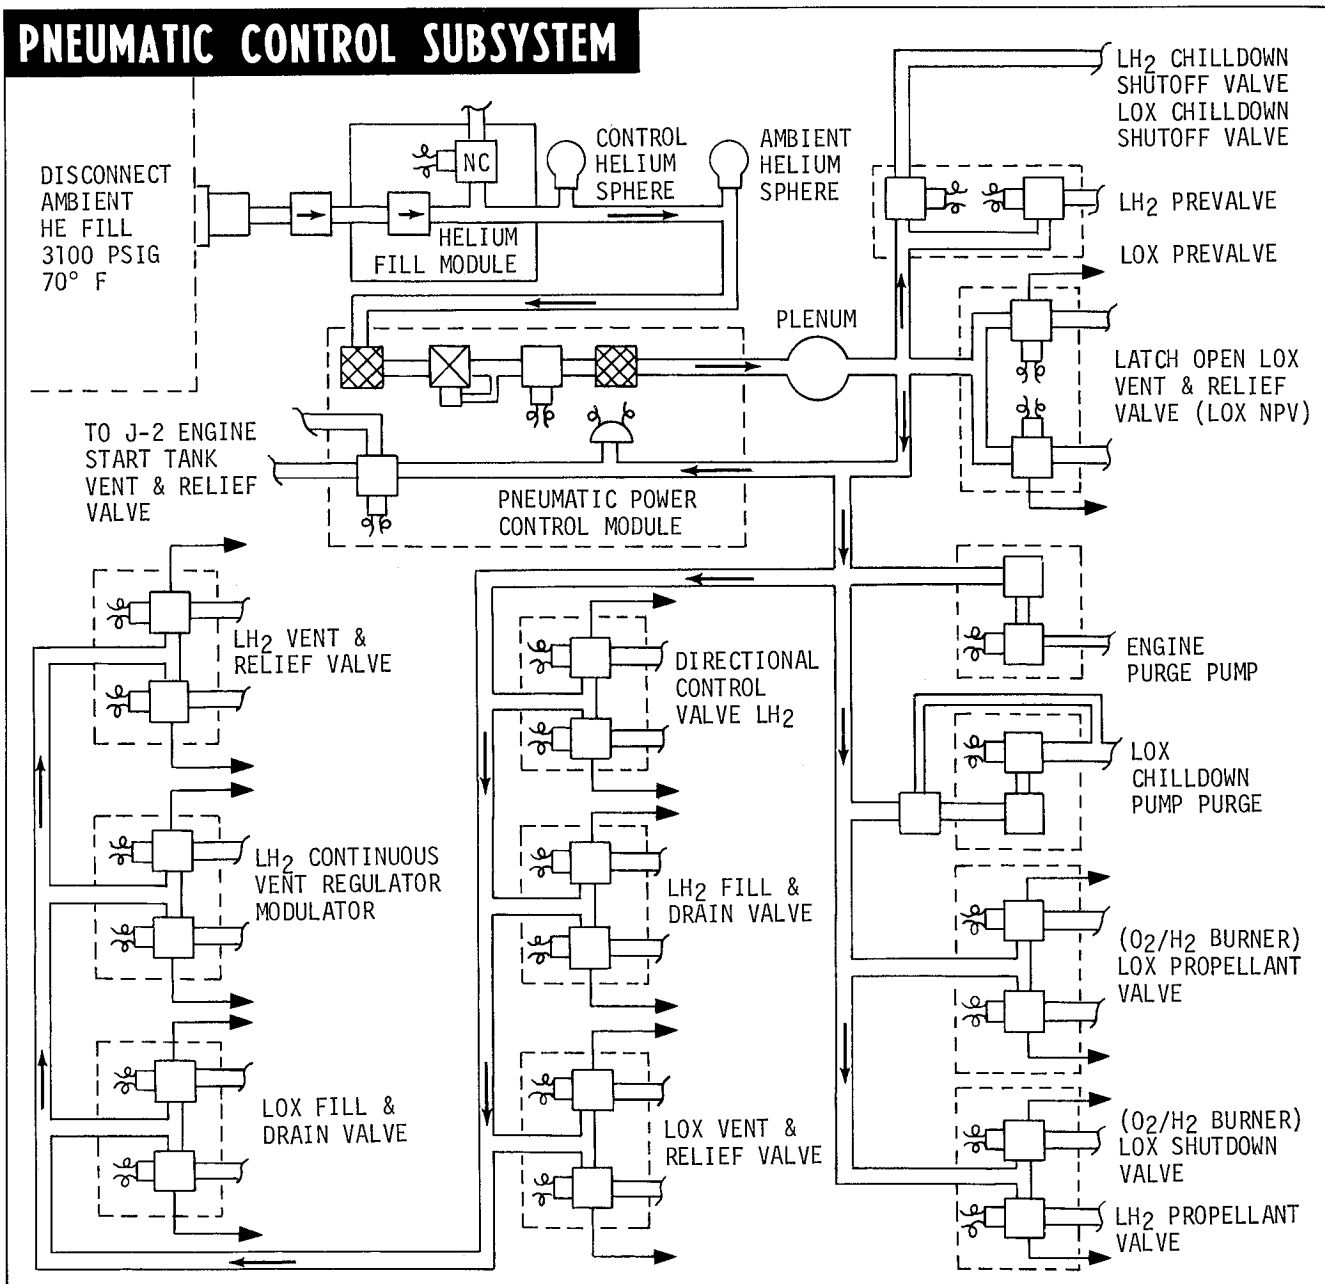 PNEUMATIC CONTROL SUBSYSTEM
DISCONNECT
AMBIENT
HE FILL
3100 PSIG
70° F
NC
HELIUM
FILL MODULE
CONTROL
HELIUM
SPHERE
AMBIENT
HELIUM
SPHERE
LH2 CHILLDOWN
SHUTOFF VALVE
LOX CHILLDOWN
SHUTOFF VALVE
LH2 PREVALVE
LOX PREVALVE
PLENUM
LATCH OPEN LOX
VENT & RELIEF
VALVE (LOX NPV)
TO J-2 ENGINE
START TANK
VENT & RELIEF
VALVE
PNEUMATIC POWER
CONTROL MODULE
LH2 VENT &
RELIEF VALVE
DIRECTIONAL
CONTROL
VALVE LH2
ENGINE
PURGE PUMP
LOX
CHILLDOWN
PUMP PURGE
LH2 CONTINUOUS
VENT REGULATOR
MODULATOR
LH2 FILL &
DRAIN VALVE
(O2/H2 BURNER)
LOX PROPELLANT
VALVE
LOX FILL &
DRAIN VALVE
LOX VENT &
RELIEF VALVE
(O2/H2 BURNER)
LOX SHUTDOWN
VALVE
LH2 PROPELLANT
VALVE